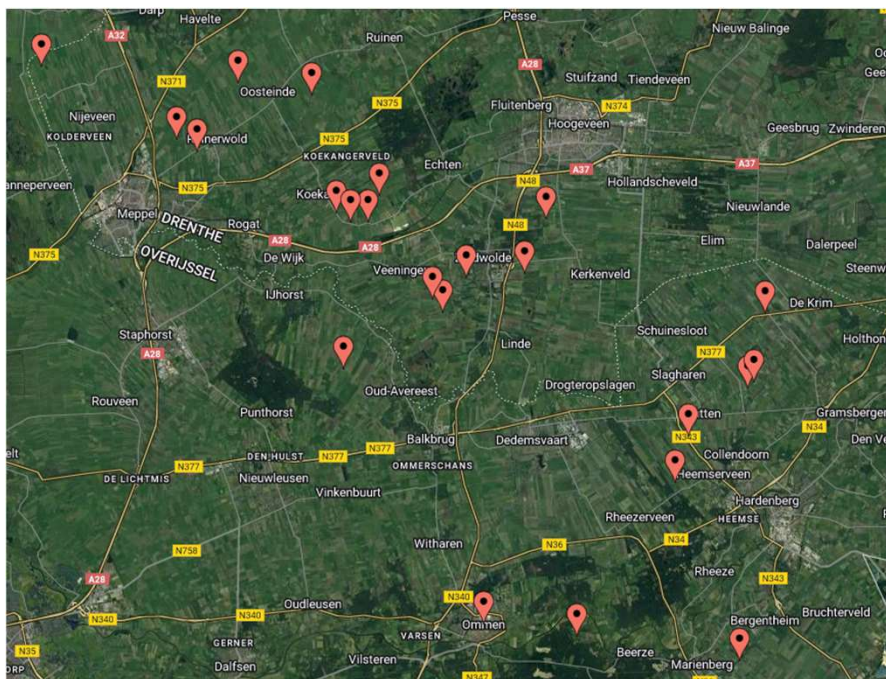 Darp
Havelte
Pesse
A32
Ruinen
Nieuw Balinge
A28
N371
Oosteinde
Stuifzand
Tiendeveen
Nijeveen
N375
Fluitenberg
N374
KOLDERVEEN
Hoogeveen
Geesbrug
Zwinderen
N375
KOEKANGERVELD
Echten
A37
A37
anneperveen
N375
N48
Hollandscheveld
Meppel
DRENTHE
Rogat
N48
Nieuwlande
N375
A28
A28
Elim
Dalerpeel
OVERIJSSEL
De Wijk
Kerkenveld
IJhorst
De Krim
Staphorst
Schuinesloot
Linde
N377
A28
Slagharen
Oud-Avereest
Drogteropslagen
Rouveen
Punthorst
Balkbrug
Dedemsvaart
N34
N377
N343
N377
DEN HULST
OMMERSCHANS
Collendoorn
DE LICHTMIS
Nieuwleusen
Heemserveen
Vinkenbuurt
Hardenberg
Rheezerveen
HEEMSE
Witharen
N36
N34
N758
Rheeze
A28
N343
N340
Oudleusen
N340
N340
Bruchterveld
Ommen
Bergentheim
GERNER
VARSEN
N35
Beerze
Dalfsen
Vilsteren
Marienberg
N347